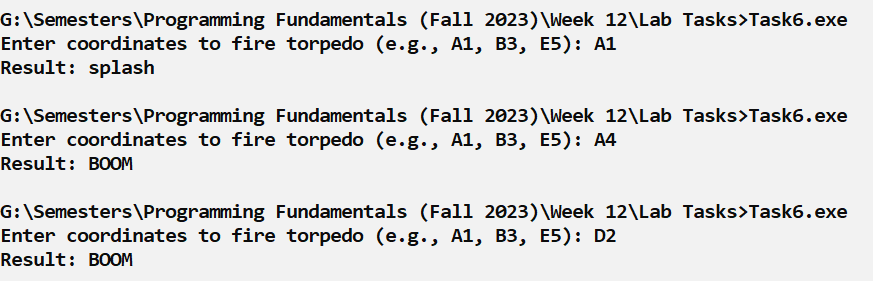 G:\Semesters\Programming Fundamentals (Fall 2023)\Week 12\Lab Tasks>Task6.exe
Enter coordinates to fire torpedo (e.g., A1, B3, E5): A1
Result: splash
G:\Semesters\Programming Fundamentals (Fall 2023)\Week 12\Lab Tasks>Task6.exe
Enter coordinates to fire torpedo (e.g., A1, B3, E5): A4
Result: BOOM
G:\Semesters\Programming Fundamentals (Fall 2023)\Week 12\Lab Tasks>Task6.exe
Enter coordinates to fire torpedo (e.g., A1, B3, E5): D2
Result: BOOM